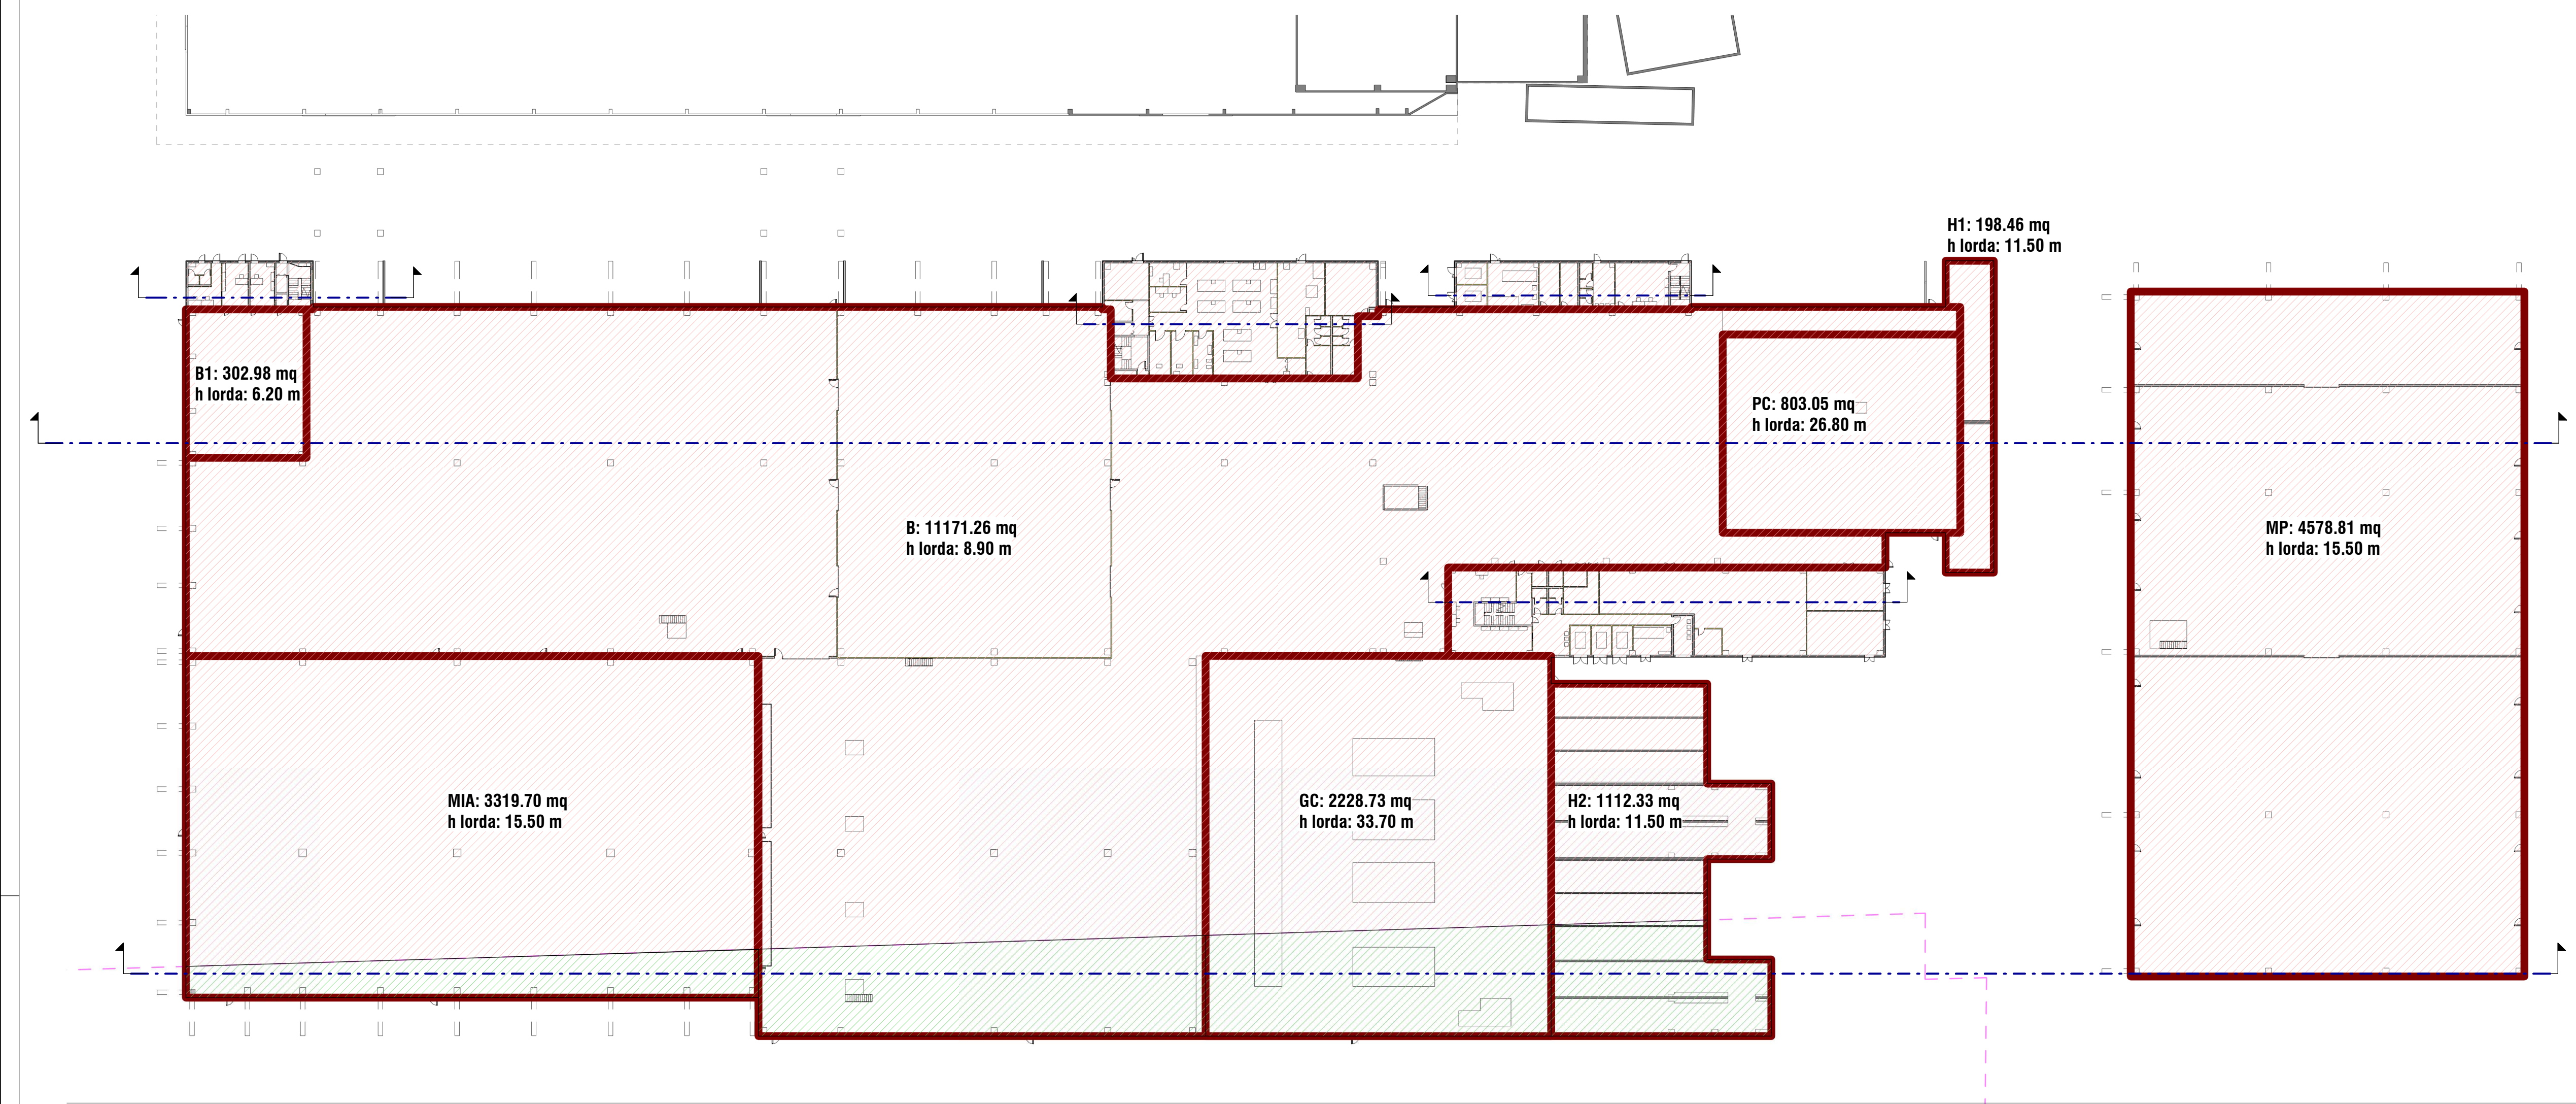 H1: 198.46 mq
h lorda: 11.50 m
B1: 302.98 mq
h lorda: 6.20 m
PC: 803.05 mq
h lorda: 26.80 m
B: 11171.26 mq
h lorda: 8.90 m
MP: 4578.81 mq
h lorda: 15.50 m
MIA: 3319.70 mq
h lorda: 15.50 m
GC: 2228.73 mq
h lorda: 33.70 m
H2: 1112.33 mq
h lorda: 11.50 m